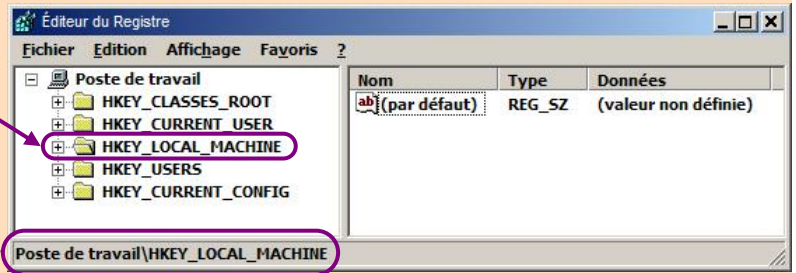 Éditeur du Registre
Fichier Edition Affichage Favoris ?
Poste de travail
HKEY_CLASSES_ROOT
HKEY_CURRENT_USER
HKEY_LOCAL_MACHINE
HKEY_USERS
HKEY_CURRENT_CONFIG
Nom Type Données
ab (par défaut) REG_SZ (valeur non définie)
Poste de travail\HKEY_LOCAL_MACHINE